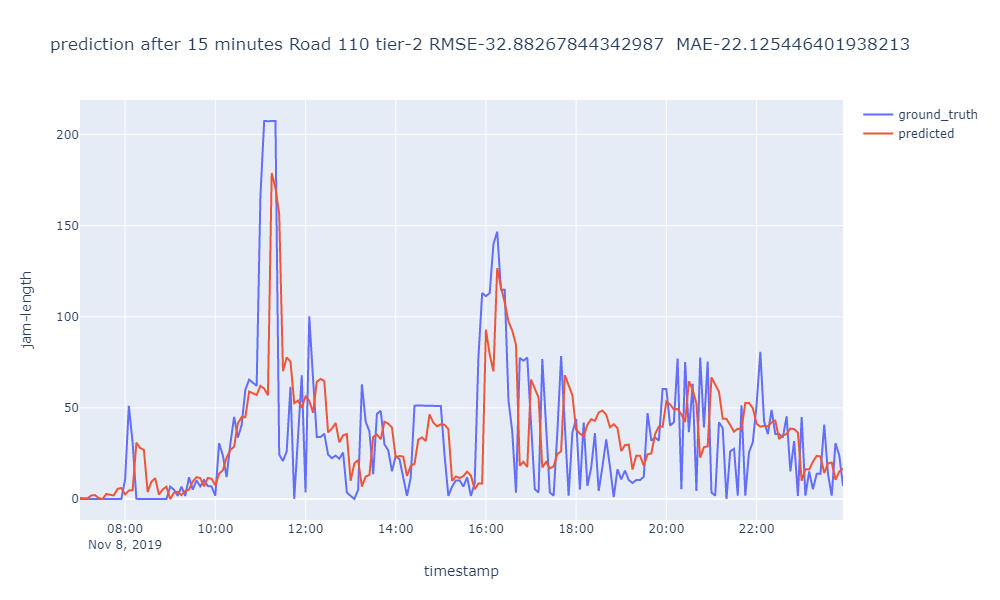 prediction after 15 minutes Road 110 tier-2 RMSE-32.88267844342987  MAE-22.125446401938213
ground_truth
predicted
200
150
100
50
0
jam-length
08:00 10:00 12:00 14:00 16:00 18:00 20:00 22:00
Nov 8, 2019
timestamp